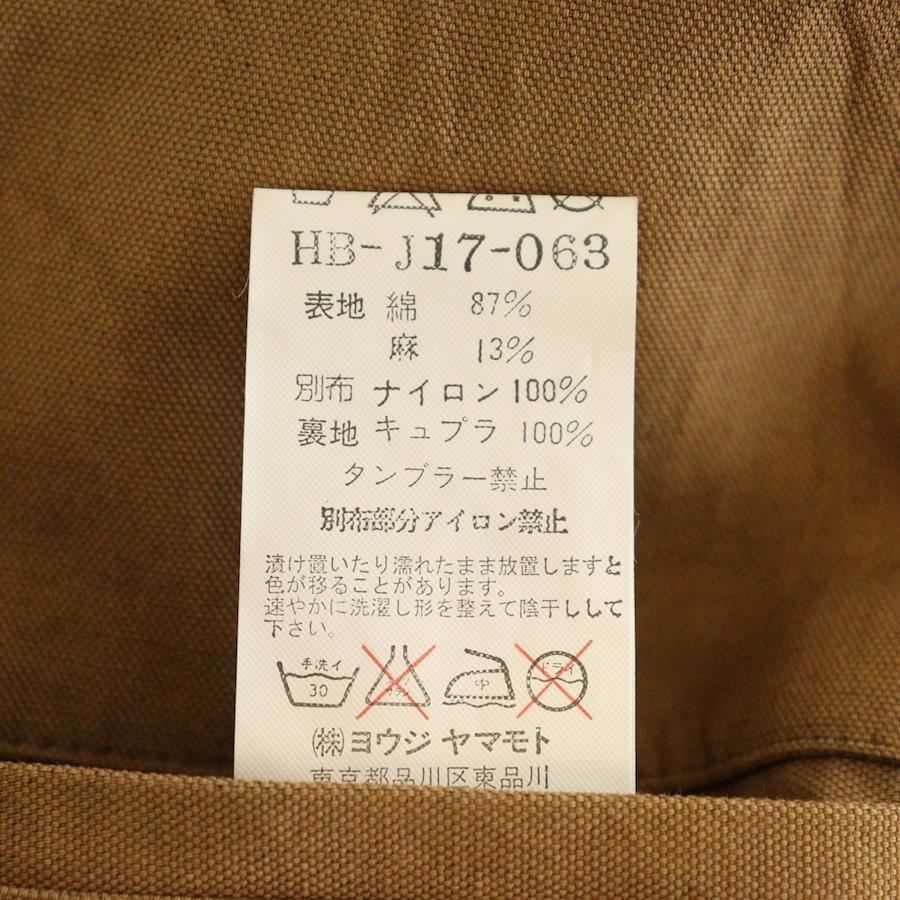 HB-J17-063
表地 綿 87%
麻 13%
別布 ナイロン 100%
裏地 キュプラ 100%
タンブラー禁止
別布部分アイロン禁止
漬け置いたり濡れたまま放置しますと
色が移ることがあります。
速やかに洗濯し形を整えて陰干しして
下さい。
手洗イ 30 中 ドライ
(株)ヨウジ ヤマモト
東京都品川区東品川